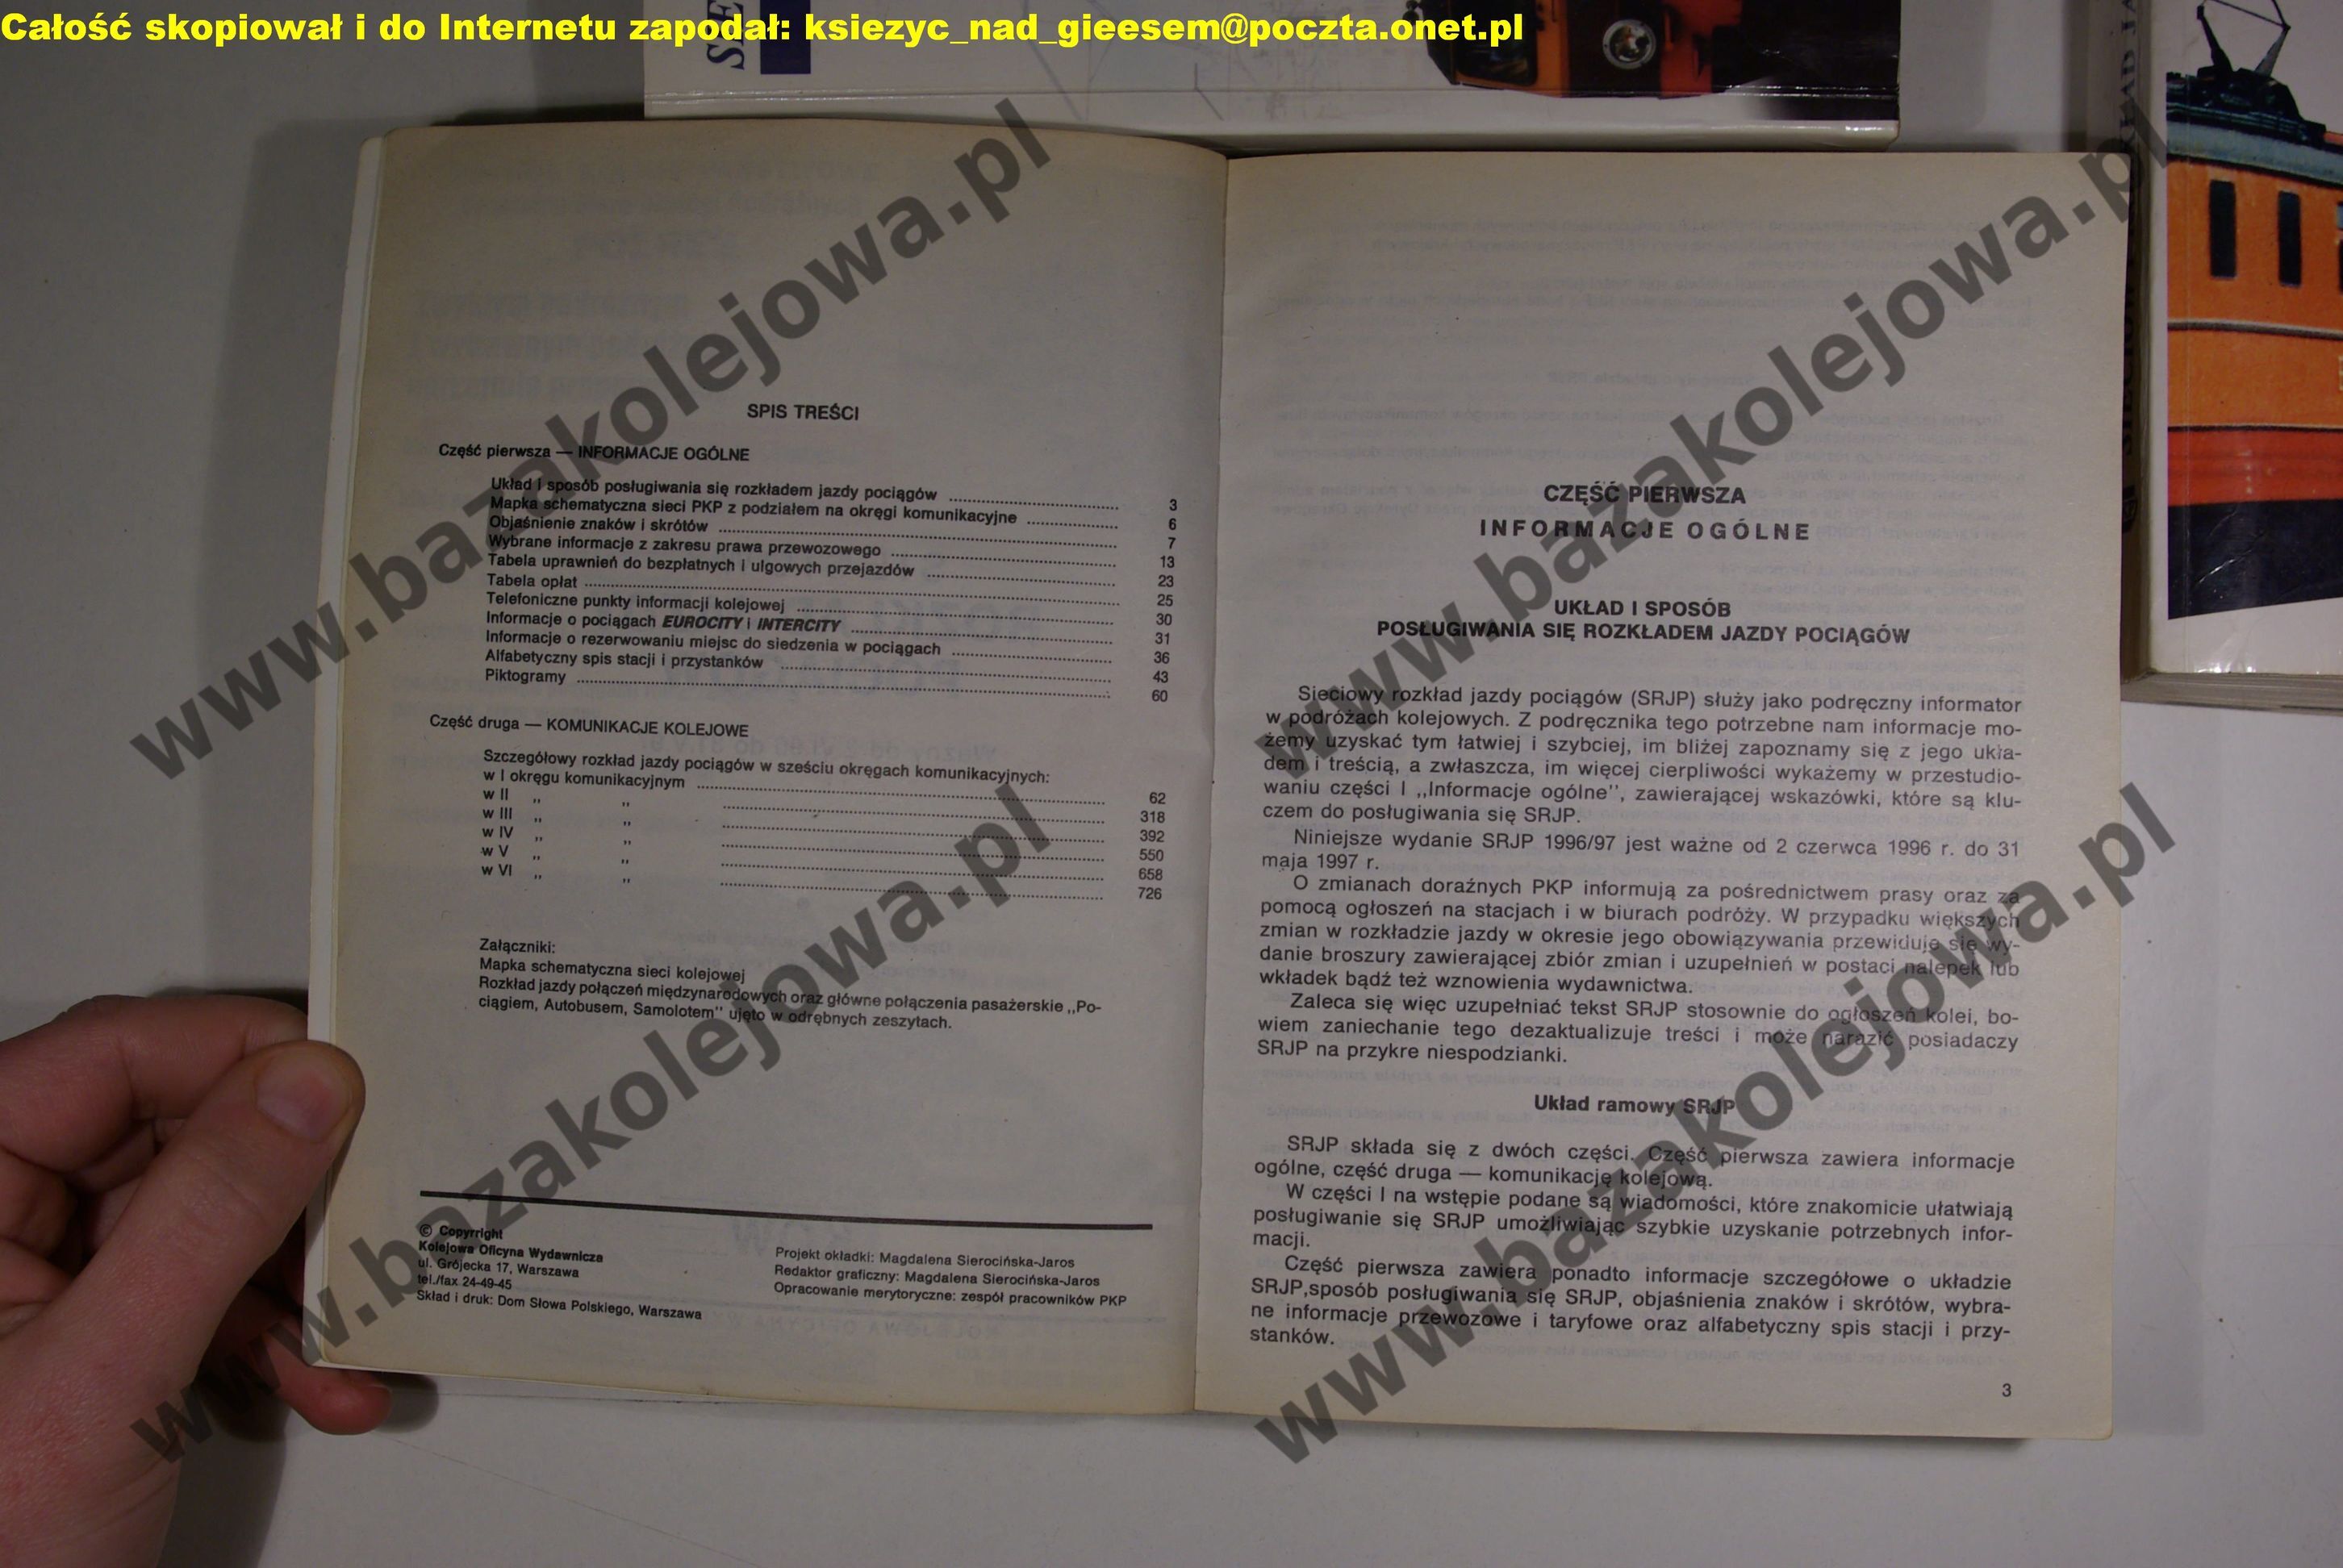 Całość skopiował i do Internetu zapodał: ksiezyc_nad_gieesem@poczta.onet.pl
SPIS TREŚCI
Część pierwsza — INFORMACJE OGÓLNE
Układ i sposób posługiwania się rozkładem jazdy pociągów ........ 3
Mapka schematyczna sieci PKP z podziałem na okręgi komunikacyjne ........ 6
Objaśnienie znaków i skrótów ........ 7
Wybrane informacje z zakresu prawa przewozowego ........ 13
Tabela uprawnień do bezpłatnych i ulgowych przejazdów ........ 23
Tabela opłat ........ 25
Telefoniczne punkty informacji kolejowej ........ 30
Informacje o pociągach EUROCITY i INTERCITY ........ 31
Informacje o rezerwowaniu miejsc do siedzenia w pociągach ........ 36
Alfabetyczny spis stacji i przystanków ........ 43
Piktogramy ........ 60
Część druga — KOMUNIKACJE KOLEJOWE
Szczegółowy rozkład jazdy pociągów w sześciu okręgach komunikacyjnych:
w I okręgu komunikacyjnym ........ 62
w II ,, ,, ........ 318
w III ,, ,, ........ 392
w IV ,, ,, ........ 550
w V ,, ,, ........ 658
w VI ,, ,, ........ 726
Załączniki:
Mapka schematyczna sieci kolejowej
Rozkład jazdy połączeń międzynarodowych oraz główne połączenia pasażerskie ,,Po-
ciągiem, Autobusem, Samolotem'' ujęto w odrębnych zeszytach.
© Copyrright
Kolejowa Oficyna Wydawnicza
ul. Grójecka 17, Warszawa
tel./fax 24-49-45
Skład i druk: Dom Słowa Polskiego, Warszawa
Projekt okładki: Magdalena Sierocińska-Jaros
Redaktor graficzny: Magdalena Sierocińska-Jaros
Opracowanie merytoryczne: zespół pracowników PKP
CZĘŚĆ PIERWSZA
INFORMACJE OGÓLNE
UKŁAD I SPOSÓB
POSŁUGIWANIA SIĘ ROZKŁADEM JAZDY POCIĄGÓW
Sieciowy rozkład jazdy pociągów (SRJP) służy jako podręczny informator
w podróżach kolejowych. Z podręcznika tego potrzebne nam informacje mo-
żemy uzyskać tym łatwiej i szybciej, im bliżej zapoznamy się z jego ukła-
dem i treścią, a zwłaszcza, im więcej cierpliwości wykażemy w przestudio-
waniu części I ,,Informacje ogólne'', zawierającej wskazówki, które są klu-
czem do posługiwania się SRJP.
Niniejsze wydanie SRJP 1996/97 jest ważne od 2 czerwca 1996 r. do 31
maja 1997 r.
O zmianach doraźnych PKP informują za pośrednictwem prasy oraz za
pomocą ogłoszeń na stacjach i w biurach podróży. W przypadku większych
zmian w rozkładzie jazdy w okresie jego obowiązywania przewiduje się wy-
danie broszury zawierającej zbiór zmian i uzupełnień w postaci nalepek lub
wkładek bądź też wznowienia wydawnictwa.
Zaleca się więc uzupełniać tekst SRJP stosownie do ogłoszeń kolei, bo-
wiem zaniechanie tego dezaktualizuje treści i może narazić posiadaczy
SRJP na przykre niespodzianki.
Układ ramowy SRJP
SRJP składa się z dwóch części. Część pierwsza zawiera informacje
ogólne, część druga — komunikację kolejową.
W części I na wstępie podane są wiadomości, które znakomicie ułatwiają
posługiwanie się SRJP umożliwiając szybkie uzyskanie potrzebnych infor-
macji.
Część pierwsza zawiera ponadto informacje szczegółowe o układzie
SRJP,sposób posługiwania się SRJP, objaśnienia znaków i skrótów, wybra-
ne informacje przewozowe i taryfowe oraz alfabetyczny spis stacji i przy-
stanków.
3
www.bazakolejowa.pl
www.bazakolejowa.pl
www.bazakolejowa.pl
www.bazakolejowa.pl